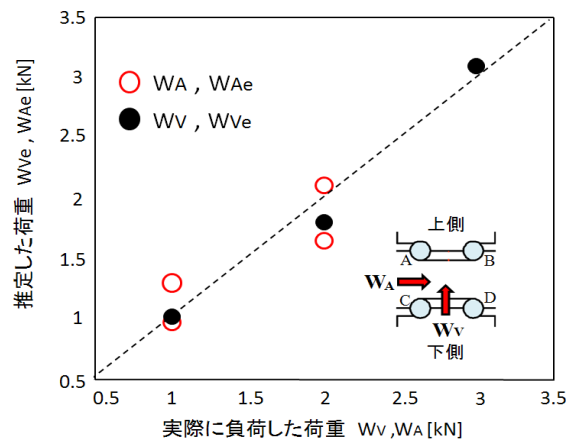 3.5
3
2.5
2
1.5
1
0.5
推定した荷重 WVe , WAe [kN]
WA , WAe
WV , WVe
上側
A
B
WA
C
D
WV
下側
0.5 1 1.5 2 2.5 3 3.5
実際に負荷した荷重 WV ,WA [kN]